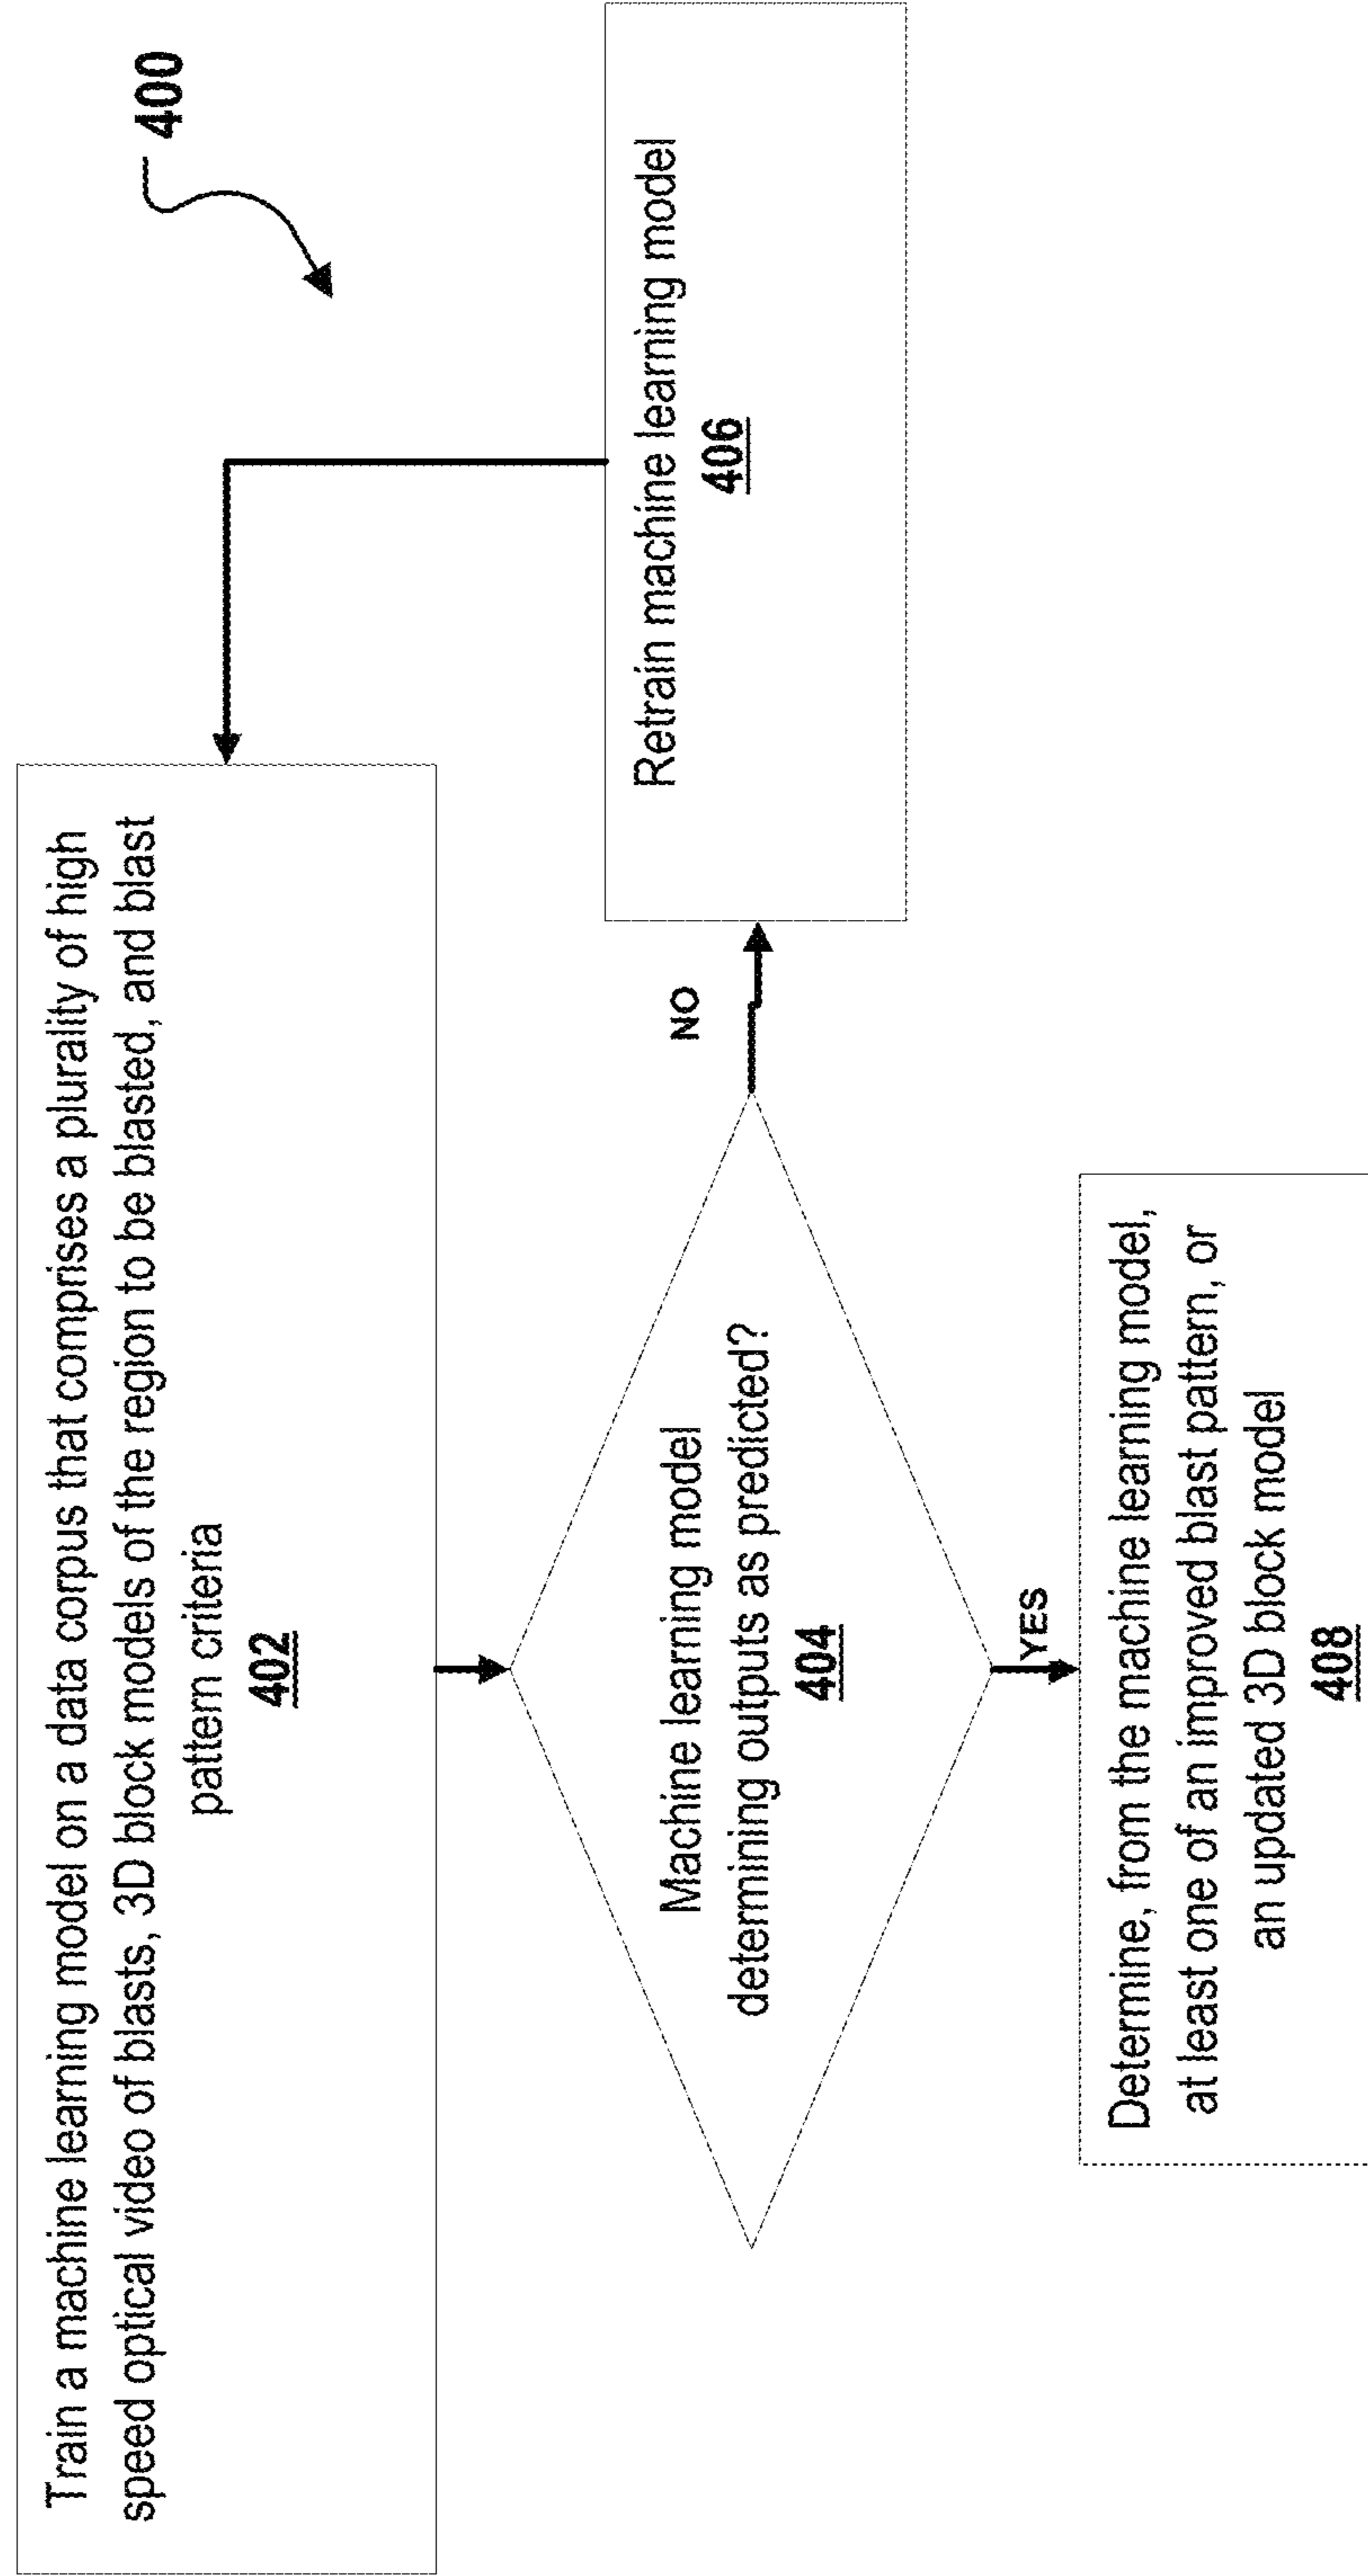 400
Train a machine learning model on a data corpus that comprises a plurality of high
speed optical video of blasts, 3D block models of the region to be blasted, and blast
pattern criteria
402
Machine learning model
determining outputs as predicted?
404
NO
Retrain machine learning model
406
YES
Determine, from the machine learning model,
at least one of an improved blast pattern, or
an updated 3D block model
408